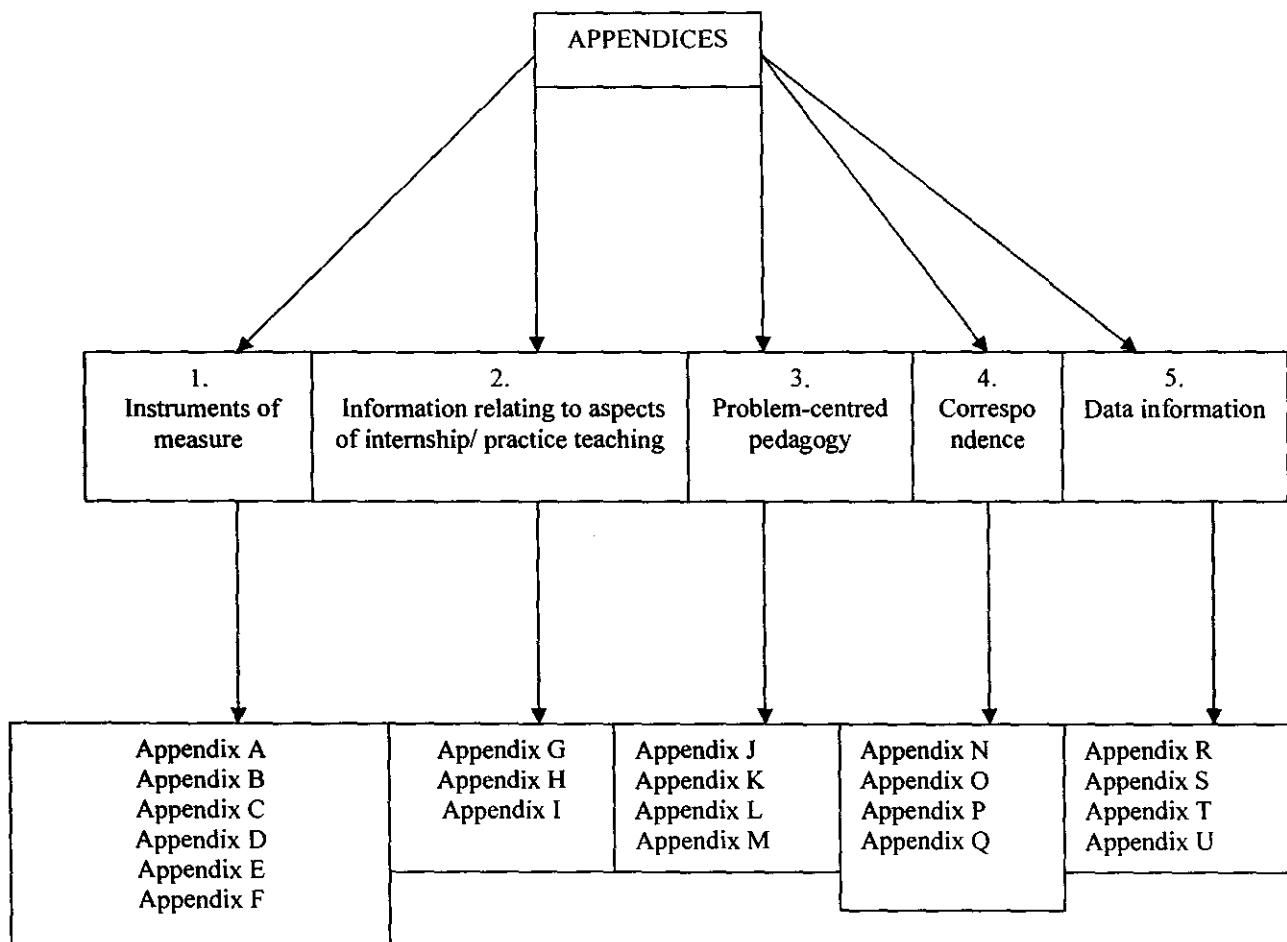 APPENDICES
1.
Instruments of
measure
2.
Information relating to aspects
of internship/ practice teaching
3.
Problem-centred
pedagogy
4.
Correspo
ndence
5.
Data information
Appendix A
Appendix B
Appendix C
Appendix D
Appendix E
Appendix F
Appendix G
Appendix H
Appendix I
Appendix J
Appendix K
Appendix L
Appendix M
Appendix N
Appendix O
Appendix P
Appendix Q
Appendix R
Appendix S
Appendix T
Appendix U